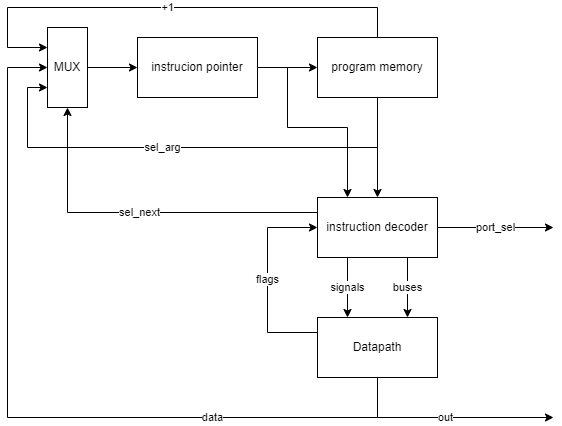 +1
MUX
instrucion pointer
program memory
sel_arg
sel_next
instruction decoder
port_sel
flags
signals
buses
Datapath
data
out